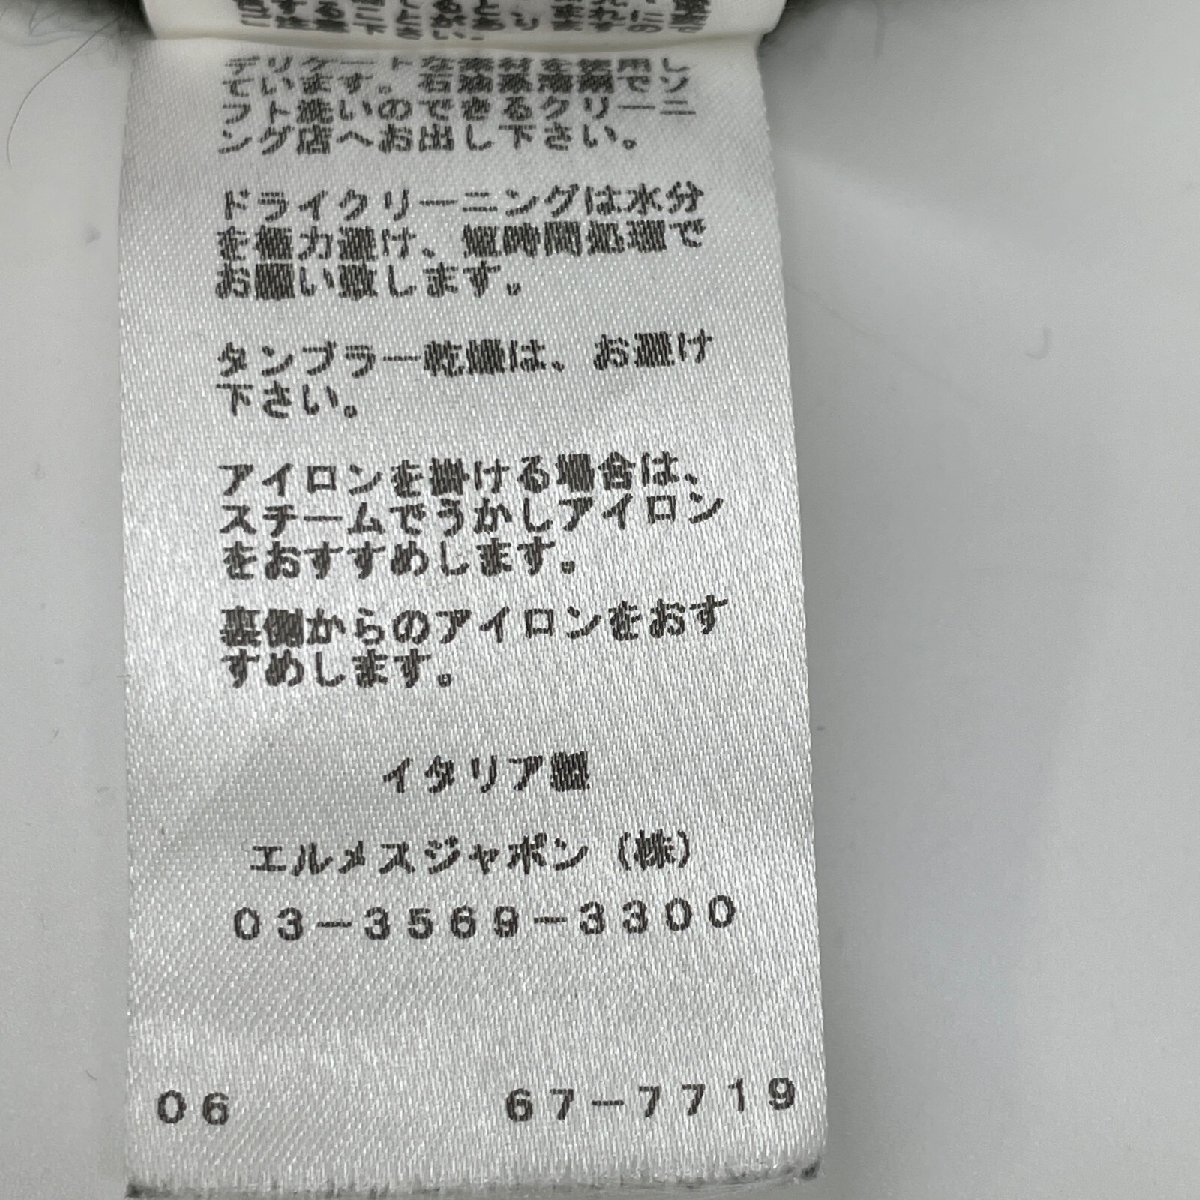 デリケートな素材を使用し
ています。石油系溶剤でソ
フト洗いのできるクリーニ
ング店へお出し下さい。
ドライクリーニングは水分
を極力避け、短時間処理で
お願い致します。
タンブラー乾燥は、お避け
下さい。
アイロンを掛ける場合は、
スチームでうかしアイロン
をおすすめします。
裏側からのアイロンをおす
すめします。
イタリア製
エルメスジャポン（株）
03-3569-3300
06 67-7719